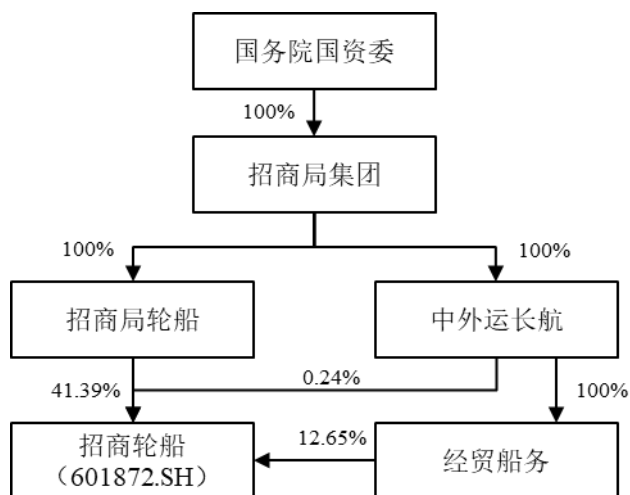 国务院国资委
100%
招商局集团
100%
100%
招商局轮船
中外运长航
41.39%
0.24%
100%
招商轮船
（601872.SH）
12.65%
经贸船务